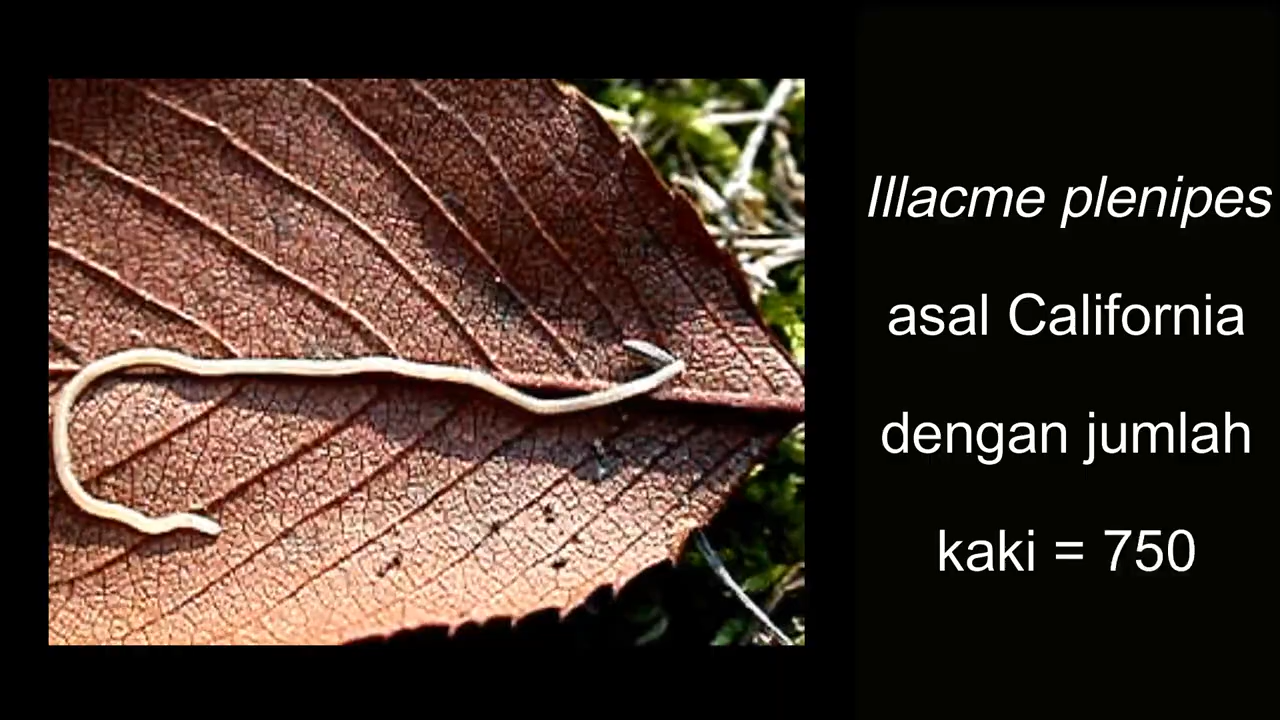 Illacme plenipes
asal California
dengan jumlah
kaki = 750